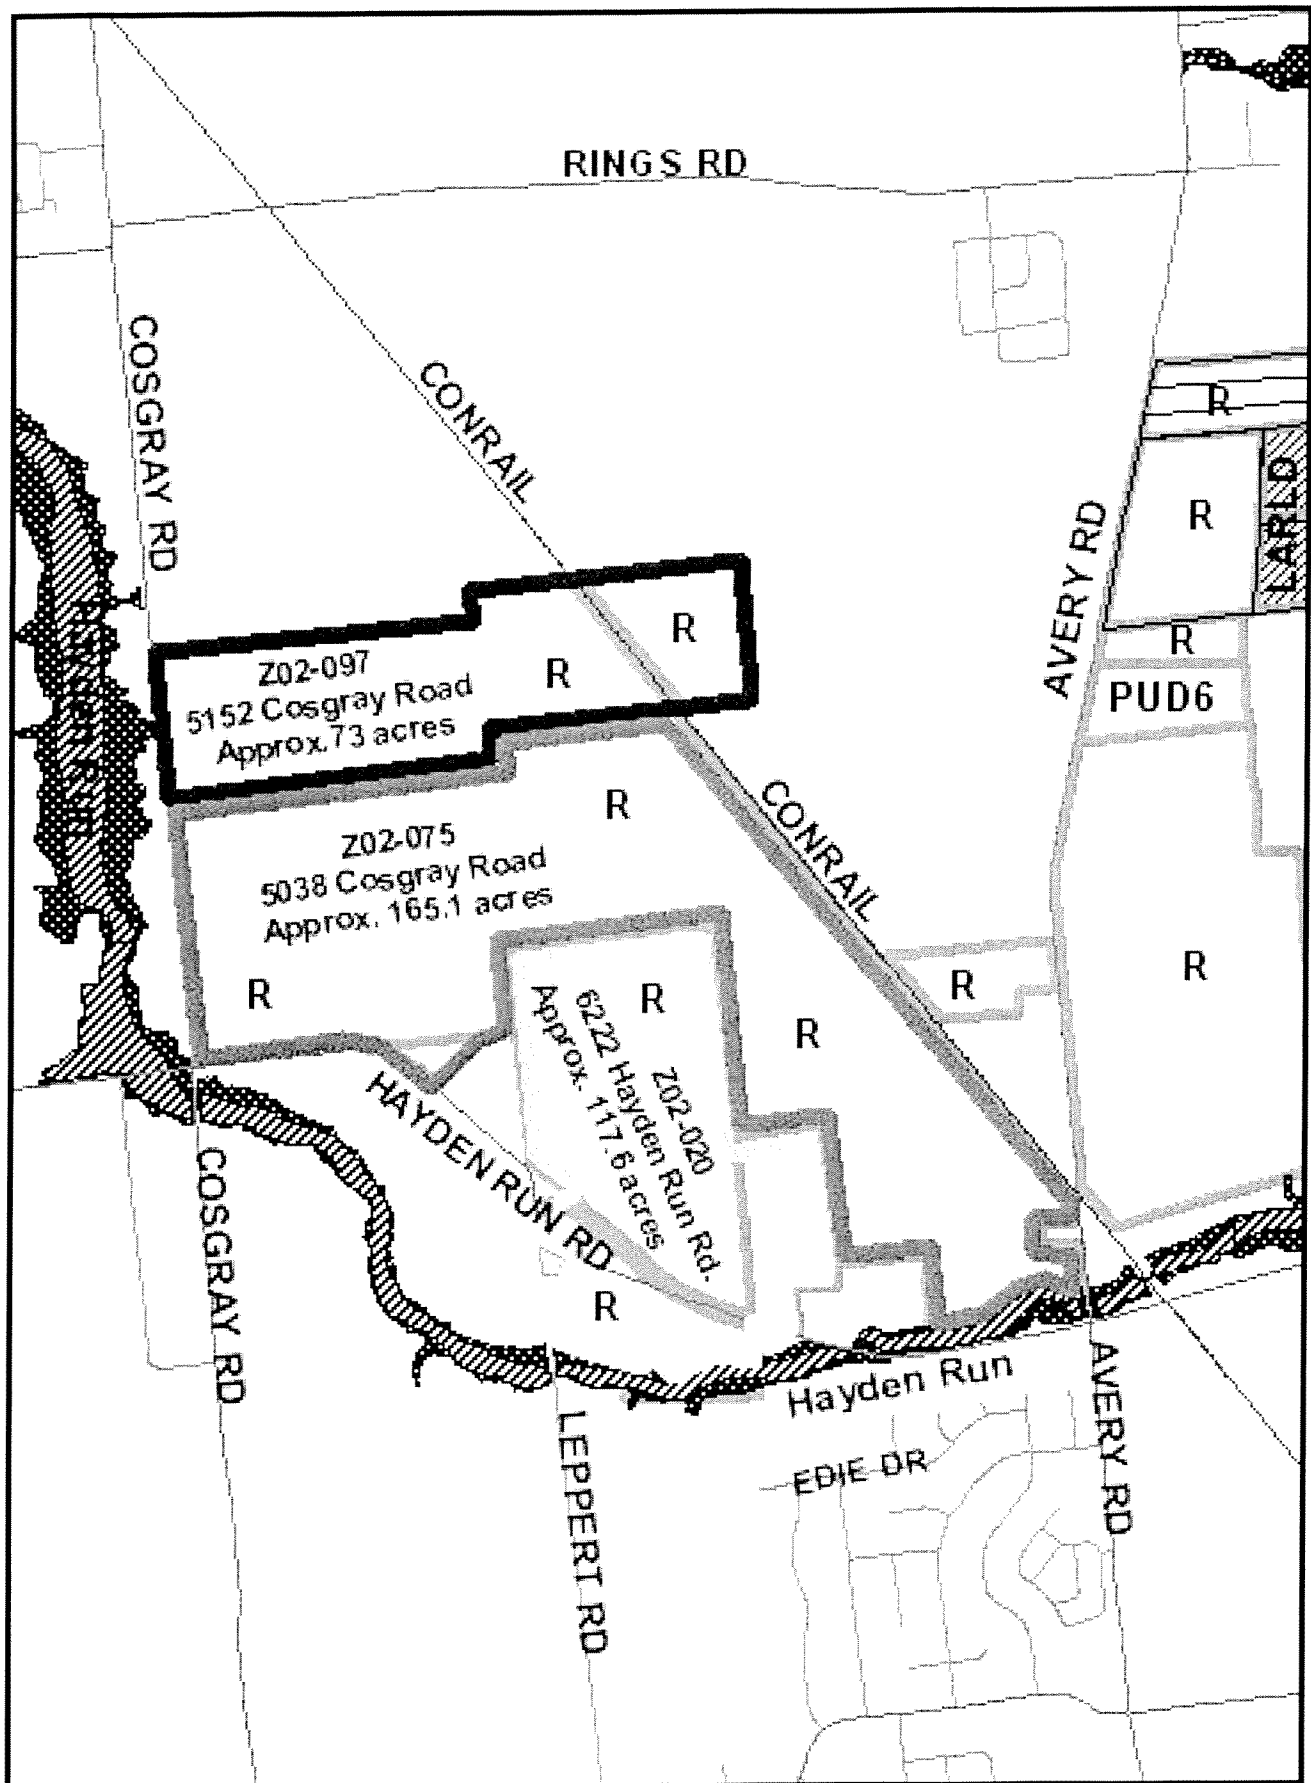 RINGS RD
COSGRAY RD
CONRAIL
R
R
LARLD
AVERY RD
R
R
R
PUD6
Z02-097
5152 Cosgray Road
Approx.73 acres
CONRAIL
R
Z02-075
5038 Cosgray Road
Approx. 165.1 acres
R
R
R
R
R
Z02-020
6222 Hayden Run Rd.
Approx. 117.6 acres
HAYDEN RUN RD
COSGRAY RD
R
Hayden Run
AVERY RD
LEPPERT RD
EDIE DR